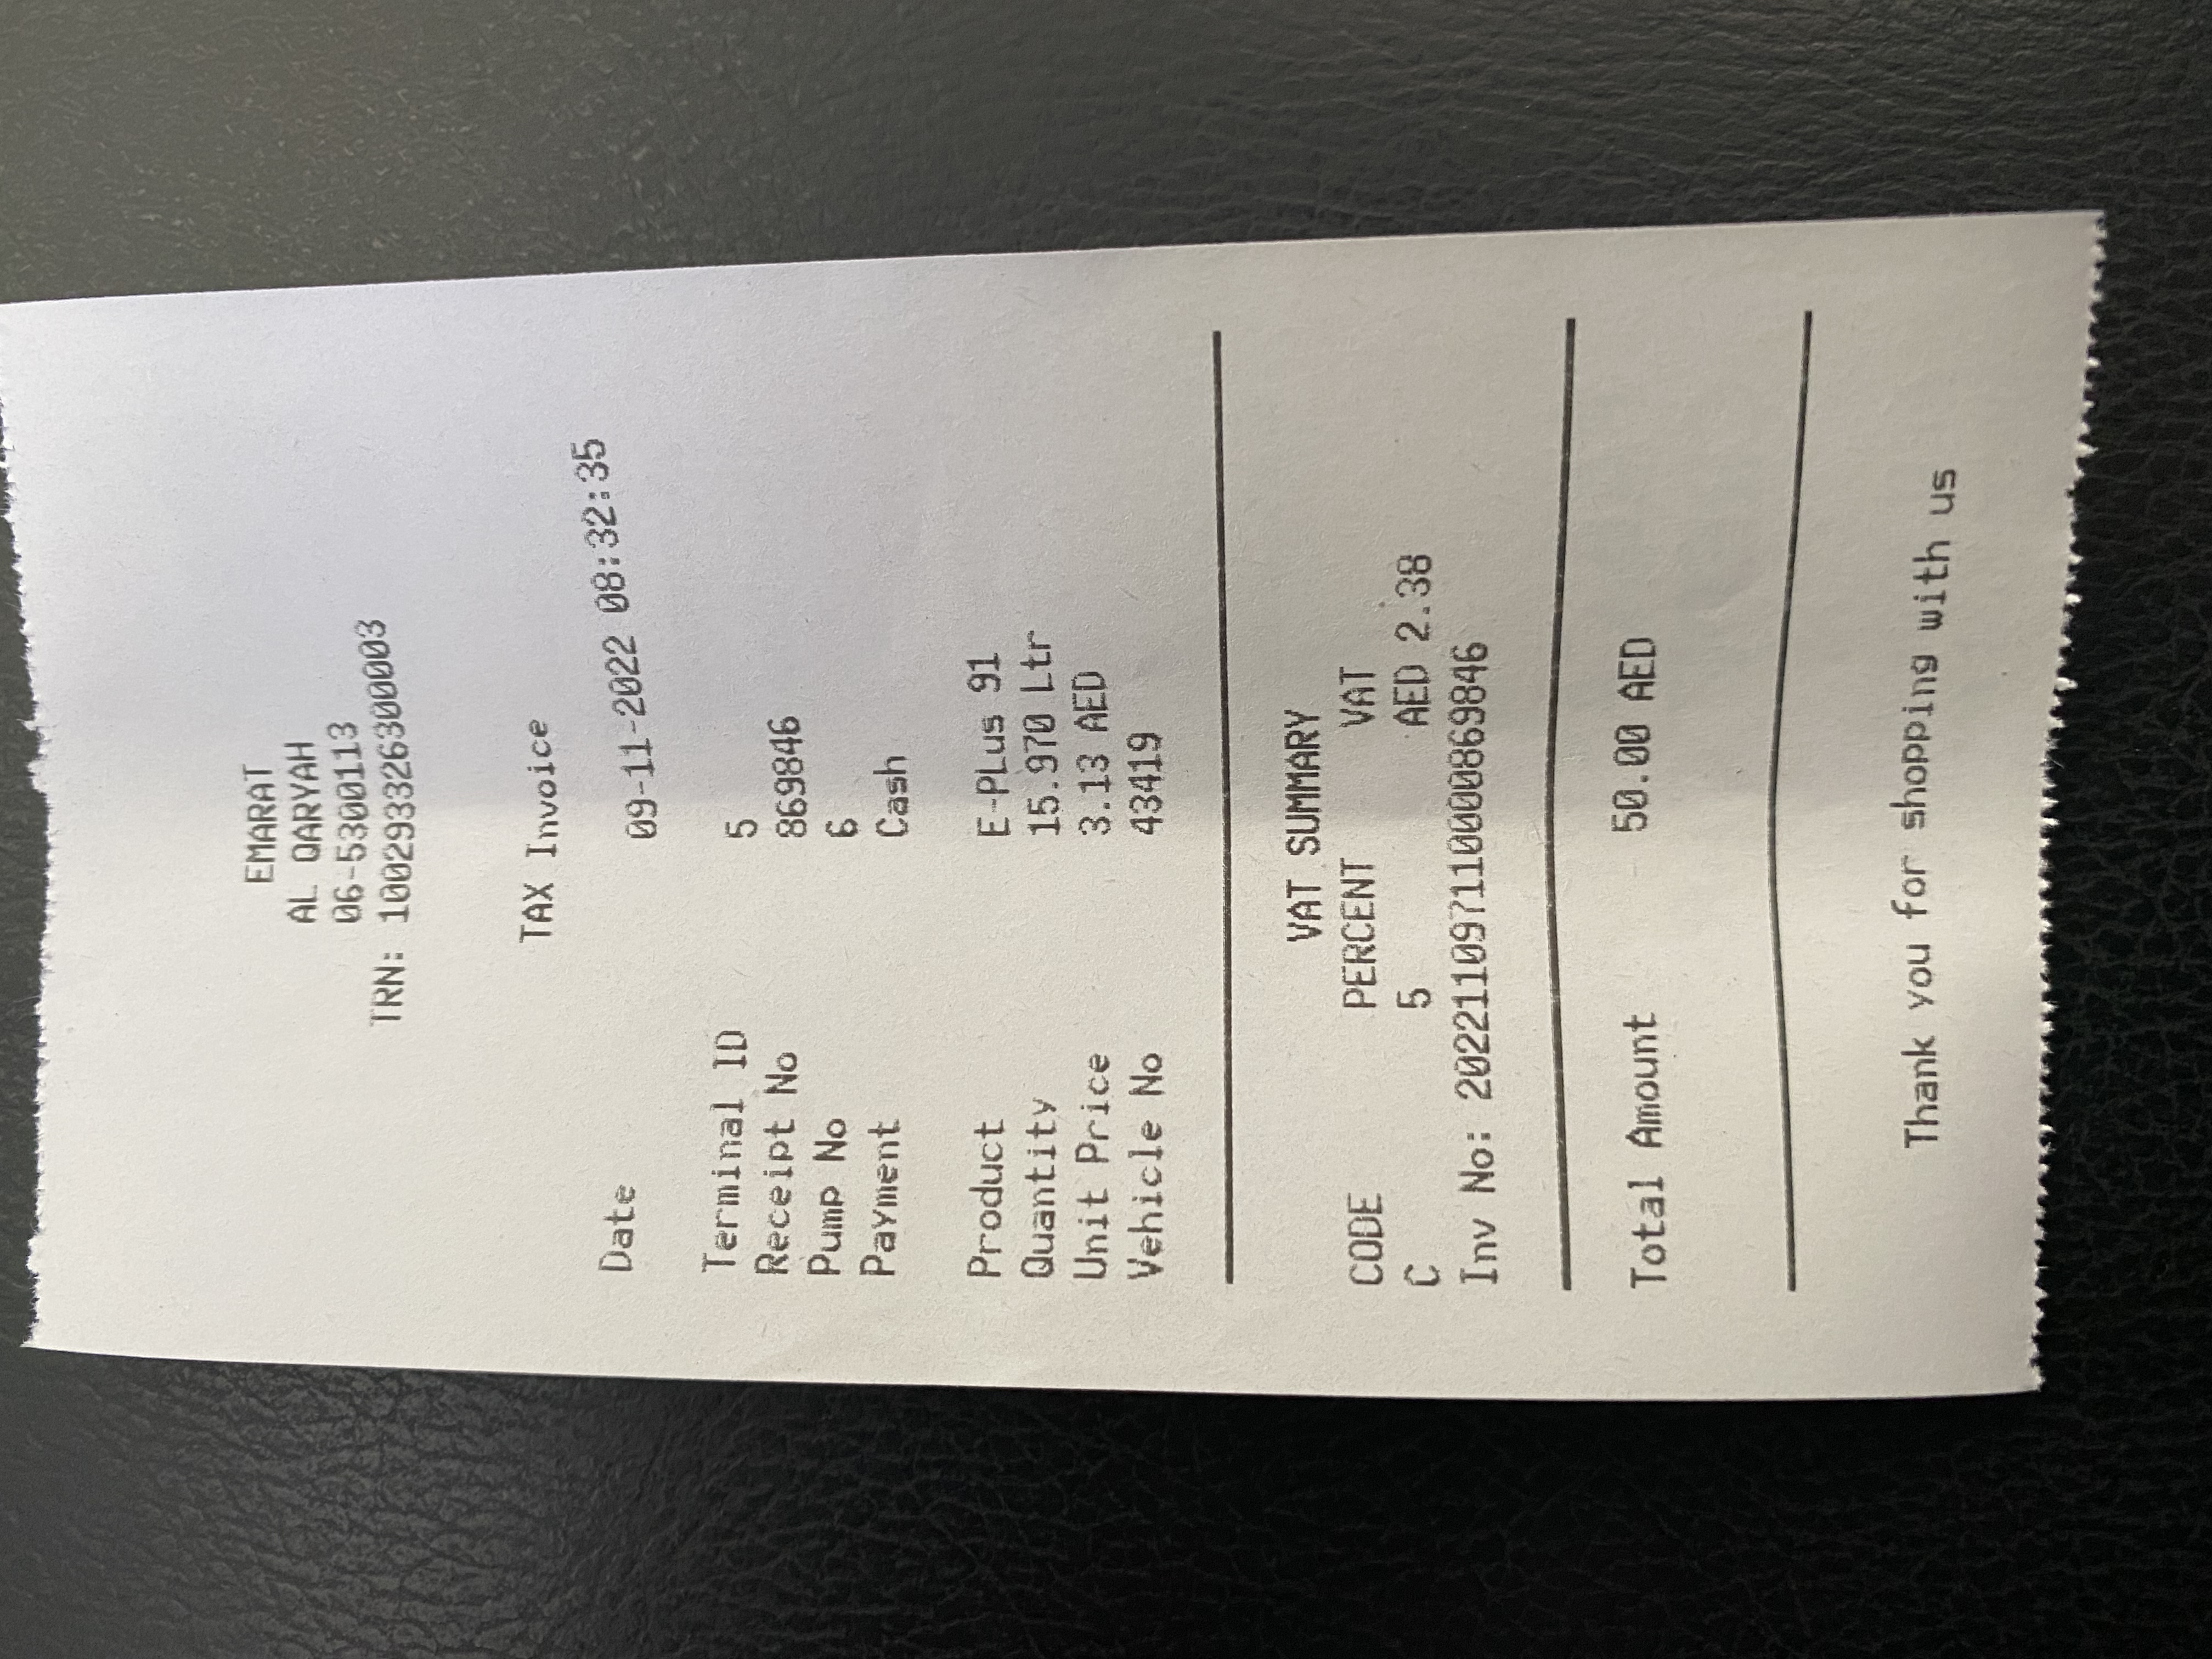 EMARAT
AL QARYAH
06-5300113
TRN: 100293326300003
TAX Invoice
Date 09-11-2022 08:32:35
Terminal ID 5
Receipt No 869846
Pump No 6
Payment Cash
Product E-PLus 91
Quantity 15.970 Ltr
Unit Price 3.13 AED
Vehicle No 43419
VAT SUMMARY
CODE PERCENT VAT
C 5 AED 2.38
Inv No: 20221109711000086984​6
Total Amount 50.00 AED
Thank you for shopping with us